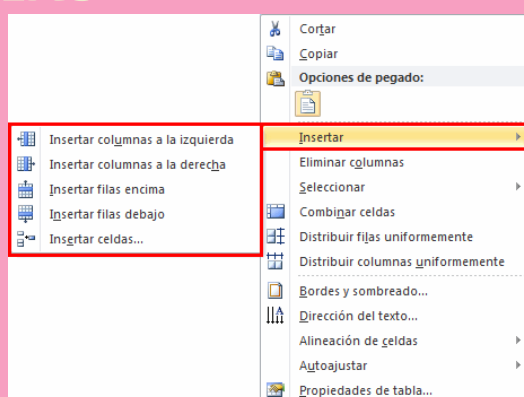 Cortar
Copiar
Opciones de pegado:
Insertar
Insertar columnas a la izquierda
Insertar columnas a la derecha
Insertar filas encima
Insertar filas debajo
Insertar celdas...
Eliminar columnas
Seleccionar
Combinar celdas
Distribuir filas uniformemente
Distribuir columnas uniformemente
Bordes y sombreado...
Dirección del texto...
Alineación de celdas
Autoajustar
Propiedades de tabla...